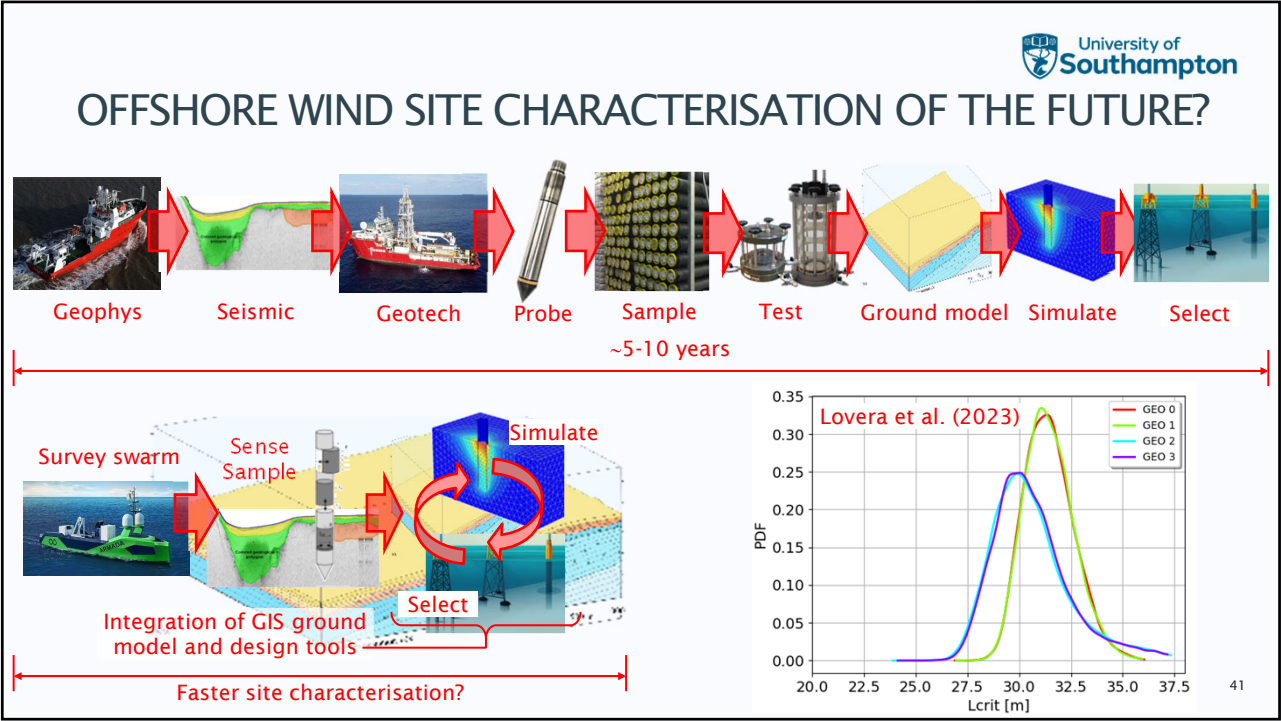 University of
Southampton
OFFSHORE WIND SITE CHARACTERISATION OF THE FUTURE?
Geophys
Seismic
Geotech
Probe
Sample
Test
Ground model
Simulate
Select
~5-10 years
Survey swarm
Sense
Sample
Simulate
ARMADA
Select
Integration of GIS ground
model and design tools
Faster site characterisation?
Lovera et al. (2023)
GEO 0
GEO 1
GEO 2
GEO 3
PDF
0.35
0.30
0.25
0.20
0.15
0.10
0.05
0.00
20.0 22.5 25.0 27.5 30.0 32.5 35.0 37.5
Lcrit [m]
41